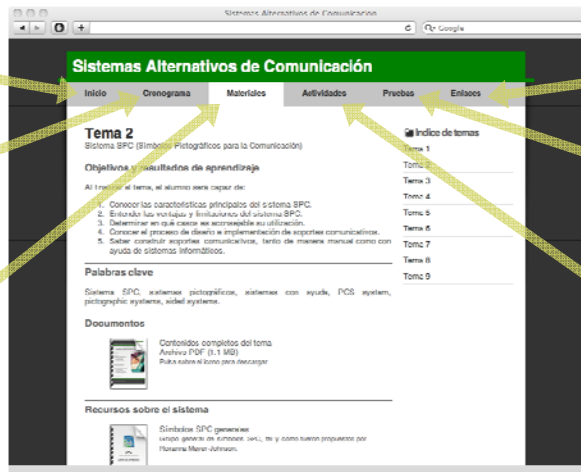 Sistemas Alternativos de Comunicacion
Google
Sistemas Alternativos de Comunicación
Inicio Cronograma Materiales Actividades Pruebas Enlaces
Tema 2
Sistema SPC (Símbolos Pictográficos para la Comunicación)
Objetivos y resultados de aprendizaje
Al finalizar el tema, el alumno será capaz de:
1. Conocer las características principales del sistema SPC.
2. Entender las ventajas y limitaciones del sistema SPC.
3. Determinar en qué casos es aconsejable su utilización.
4. Conocer el proceso de diseño e implementación de soportes comunicativos.
5. Saber construir soportes comunicativos, tanto de manera manual como con
ayuda de sistemas informáticos.
Palabras clave
Sistema SPC, sistemas pictográficos, sistemas con ayuda, PCS system,
pictographic systems, aided systems.
Documentos
Contenidos completos del tema
Archivo PDF (1.1 MB)
Pulsa sobre el icono para descargar
Recursos sobre el sistema
Símbolos SPC generales
Grupo general de símbolos SPC, tal y como fueron propuestos por
Roxanna Mayer-Johnson.
Indice de temas
Tema 1
Tema 2
Tema 3
Tema 4
Tema 5
Tema 6
Tema 7
Tema 8
Tema 9